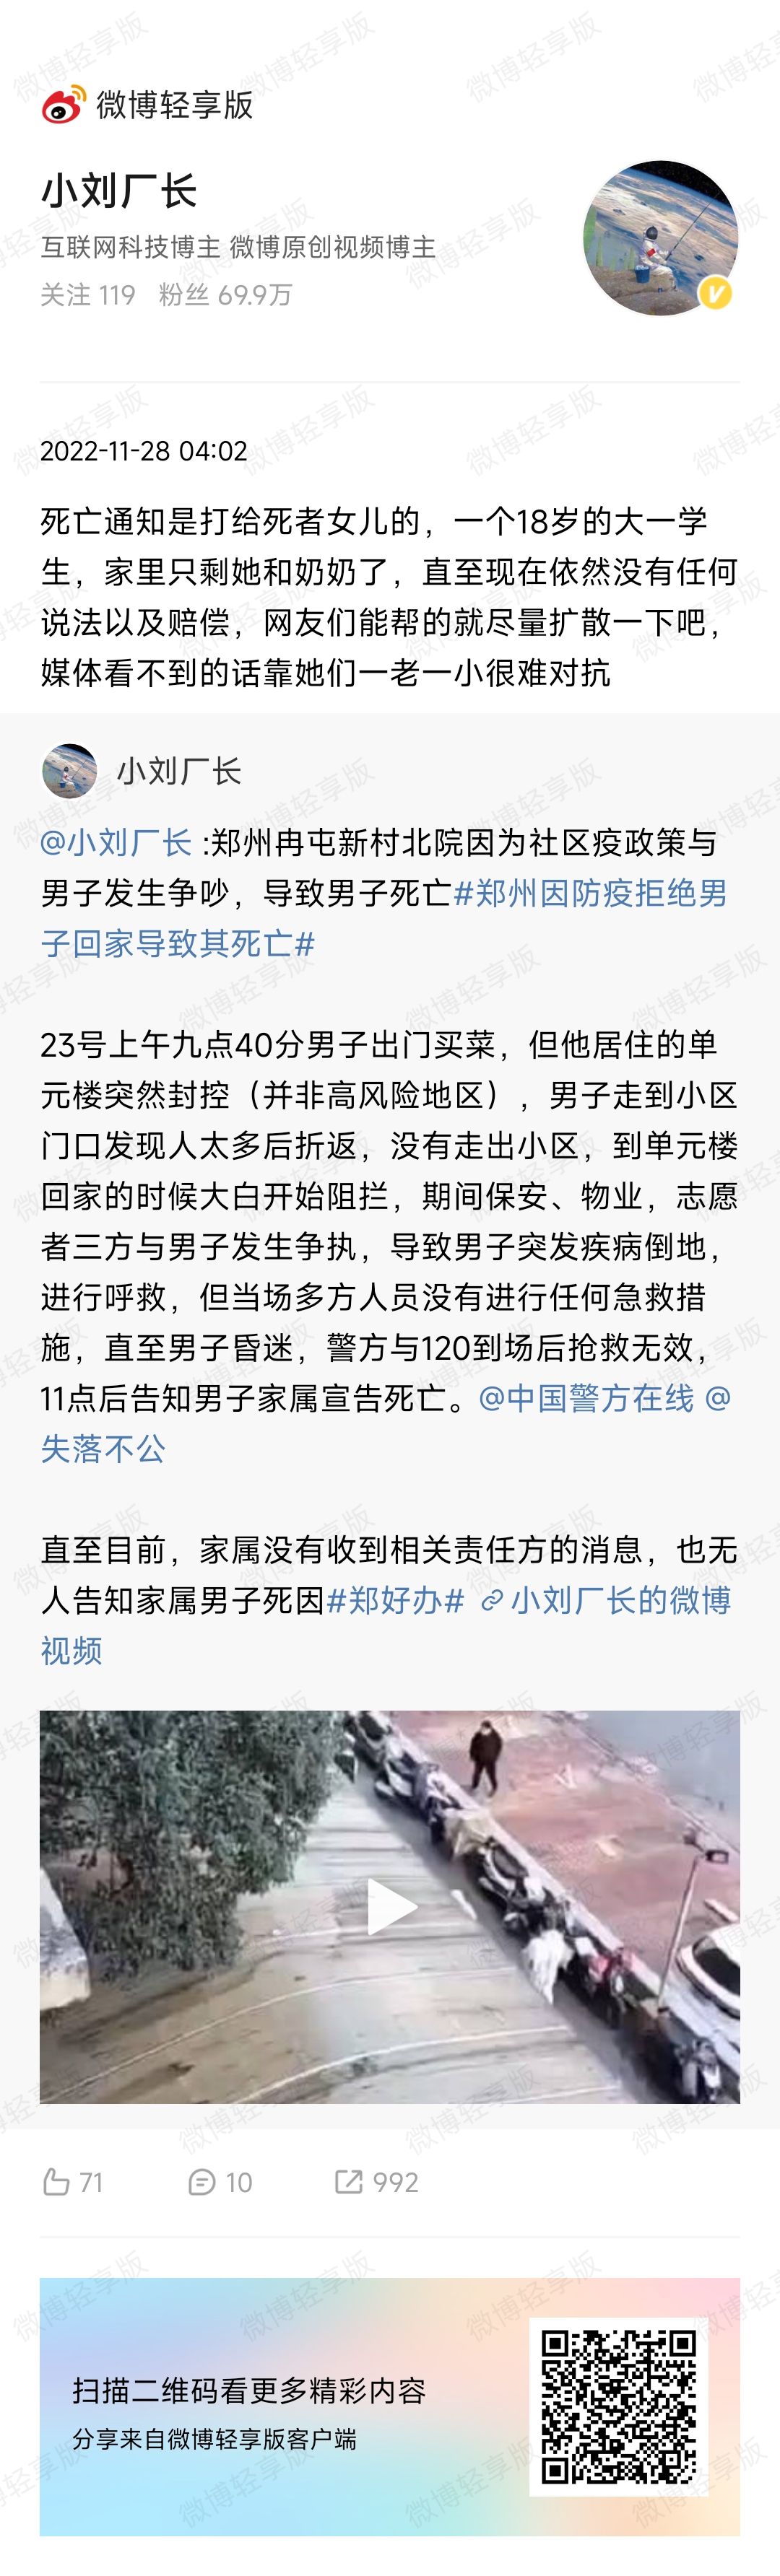 微博轻享版
小刘厂长
互联网科技博主 微博原创视频博主
关注 119 粉丝 69.9万
2022-11-28 04:02
死亡通知是打给死者女儿的，一个18岁的大一学
生，家里只剩她和奶奶了，直至现在依然没有任何
说法以及赔偿，网友们能帮的就尽量扩散一下吧，
媒体看不到的话靠她们一老一小很难对抗
小刘厂长
@小刘厂长 :郑州冉屯新村北院因为社区疫政策与
男子发生争吵，导致男子死亡#郑州因防疫拒绝男
子回家导致其死亡#
23号上午九点40分男子出门买菜，但他居住的单
元楼突然封控（并非高风险地区），男子走到小区
门口发现人太多后折返，没有走出小区，到单元楼
回家的时候大白开始阻拦，期间保安、物业，志愿
者三方与男子发生争执，导致男子突发疾病倒地，
进行呼救，但当场多方人员没有进行任何急救措
施，直至男子昏迷，警方与120到场后抢救无效，
11点后告知男子家属宣告死亡。@中国警方在线 @
失落不公
直至目前，家属没有收到相关责任方的消息，也无
人告知家属男子死因#郑好办# 小刘厂长的微博
视频
71 10 992
扫描二维码看更多精彩内容
分享来自微博轻享版客户端